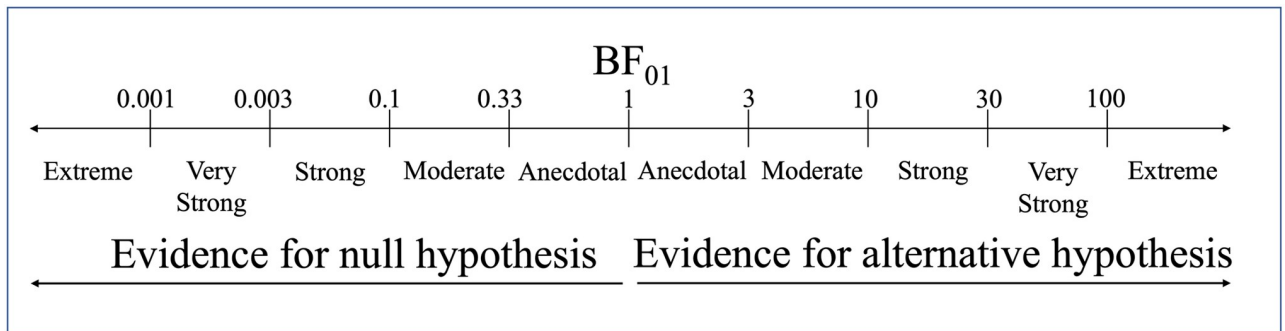 BF01
0.001 0.003 0.1 0.33 1 3 10 30 100
Extreme Very Strong Moderate Anecdotal Anecdotal Moderate Strong Very Extreme
Strong Strong
Evidence for null hypothesis Evidence for alternative hypothesis